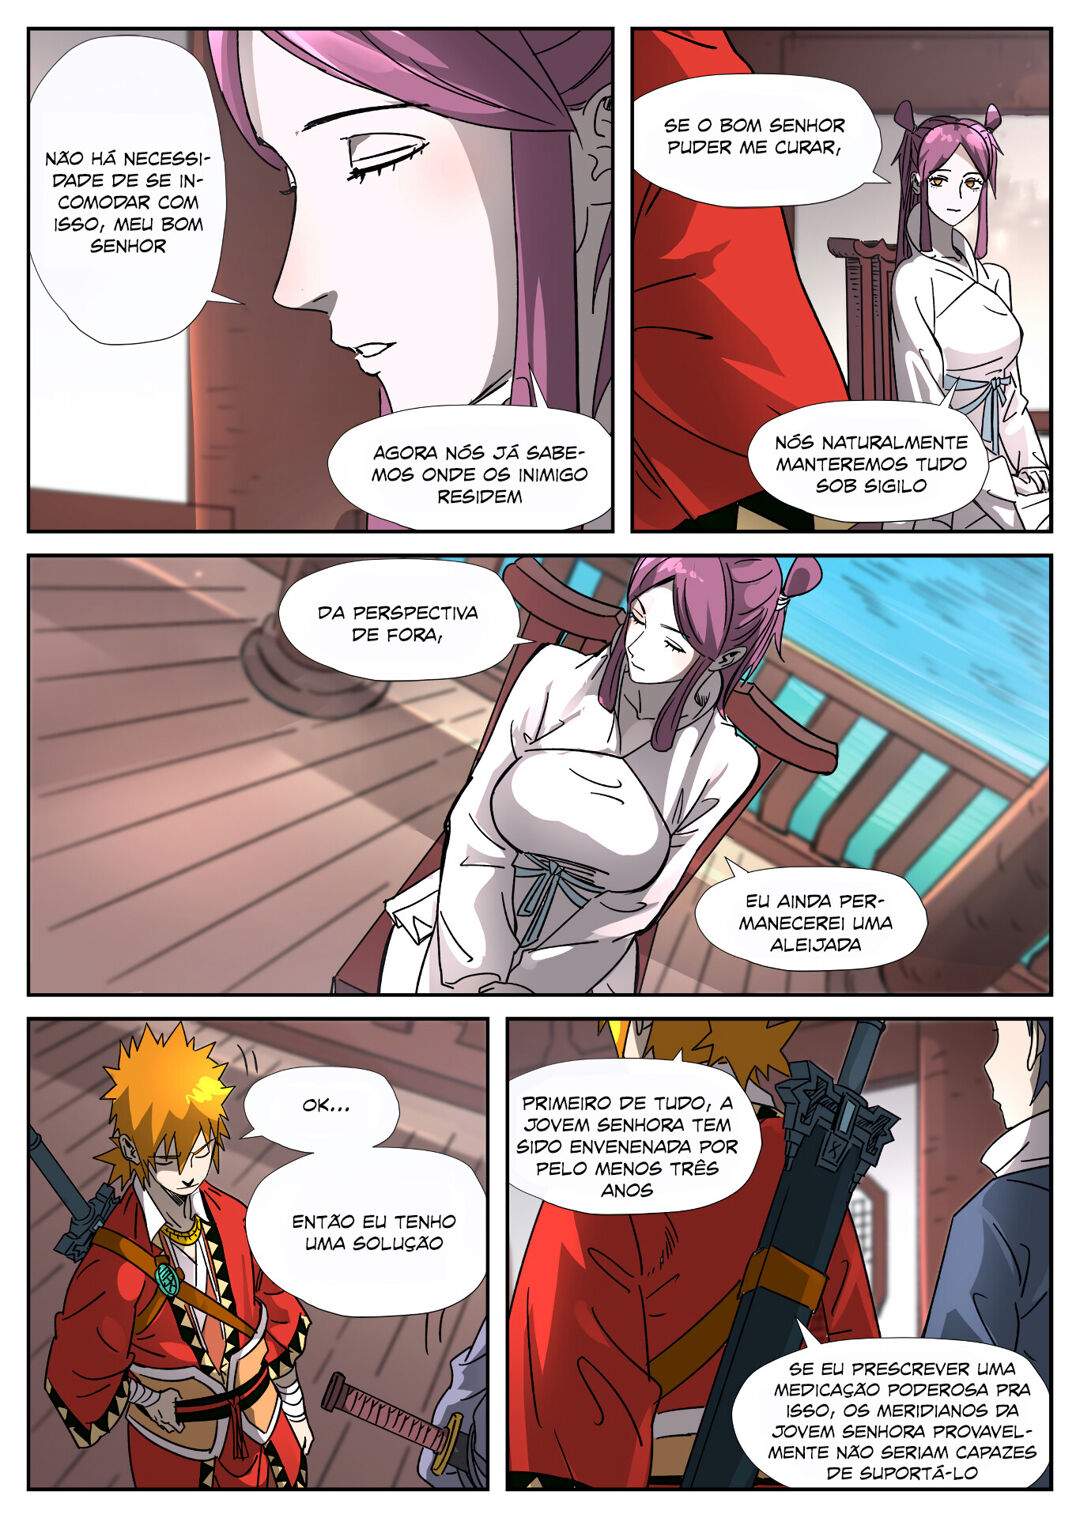 NÃO HÁ NECESSI-
DADE DE SE IN-
COMODAR COM
ISSO, MEU BOM
SENHOR
AGORA NÓS JÁ SABE-
MOS ONDE OS INIMIGO
RESIDEM
SE O BOM SENHOR
PUDER ME CURAR,
NÓS NATURALMENTE
MANTEREMOS TUDO
SOB SIGILO
DA PERSPECTIVA
DE FORA,
EU AINDA PER-
MANECEREI UMA
ALEIJADA
OK...
ENTÃO EU TENHO
UMA SOLUÇÃO
PRIMEIRO DE TUDO, A
JOVEM SENHORA TEM
SIDO ENVENENADA POR
PELO MENOS TRÊS
ANOS
SE EU PRESCREVER UMA
MEDICAÇÃO PODEROSA PRA
ISSO, OS MERIDIANOS DA
JOVEM SENHORA PROVAVEL-
MENTE NÃO SERIAM CAPAZES
DE SUPORTÁ-LO